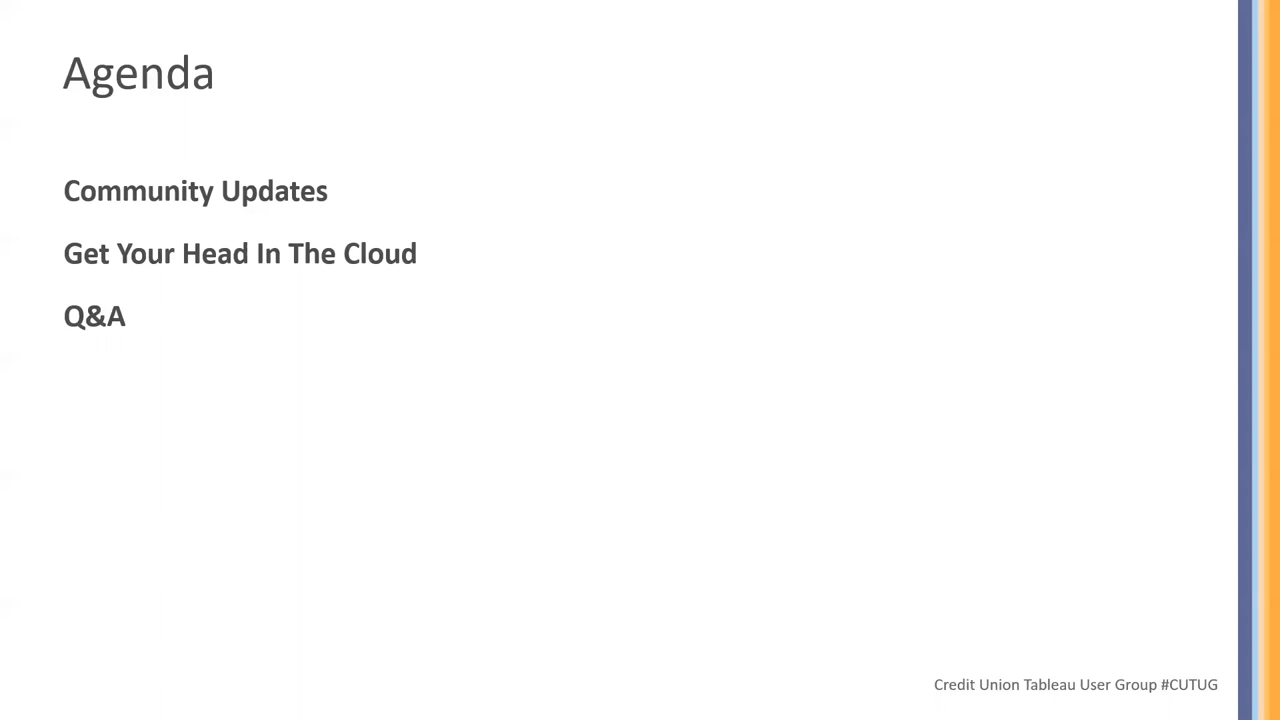 Agenda
Community Updates
Get Your Head In The Cloud
Q&A
Credit Union Tableau User Group #CUTUG